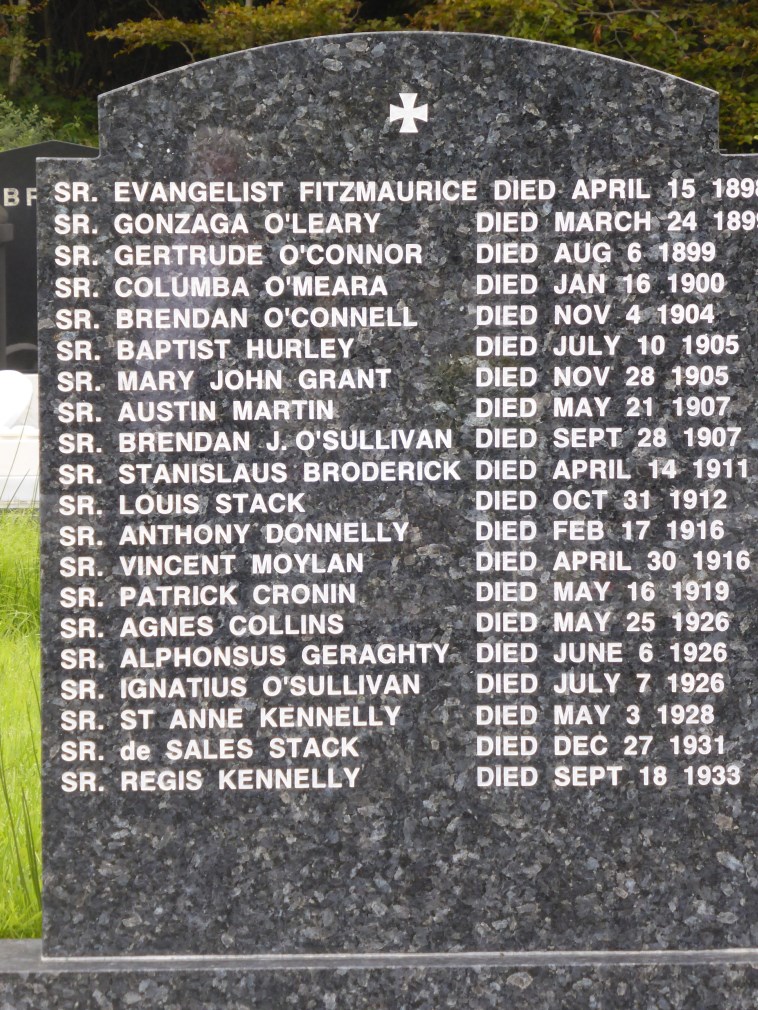 SR. EVANGELIST FITZMAURICE DIED APRIL 15 1898
SR. GONZAGA O'LEARY DIED MARCH 24 1899
SR. GERTRUDE O'CONNOR DIED AUG 6 1899
SR. COLUMBA O'MEARA DIED JAN 16 1900
SR. BRENDAN O'CONNELL DIED NOV 4 1904
SR. BAPTIST HURLEY DIED JULY 10 1905
SR. MARY JOHN GRANT DIED NOV 28 1905
SR. AUSTIN MARTIN DIED MAY 21 1907
SR. BRENDAN J. O'SULLIVAN DIED SEPT 28 1907
SR. STANISLAUS BRODERICK DIED APRIL 14 1911
SR. LOUIS STACK DIED OCT 31 1912
SR. ANTHONY DONNELLY DIED FEB 17 1916
SR. VINCENT MOYLAN DIED APRIL 30 1916
SR. PATRICK CRONIN DIED MAY 16 1919
SR. AGNES COLLINS DIED MAY 25 1926
SR. ALPHONSUS GERAGHTY DIED JUNE 6 1926
SR. IGNATIUS O'SULLIVAN DIED JULY 7 1926
SR. ST ANNE KENNELLY DIED MAY 3 1928
SR. de SALES STACK DIED DEC 27 1931
SR. REGIS KENNELLY DIED SEPT 18 1933